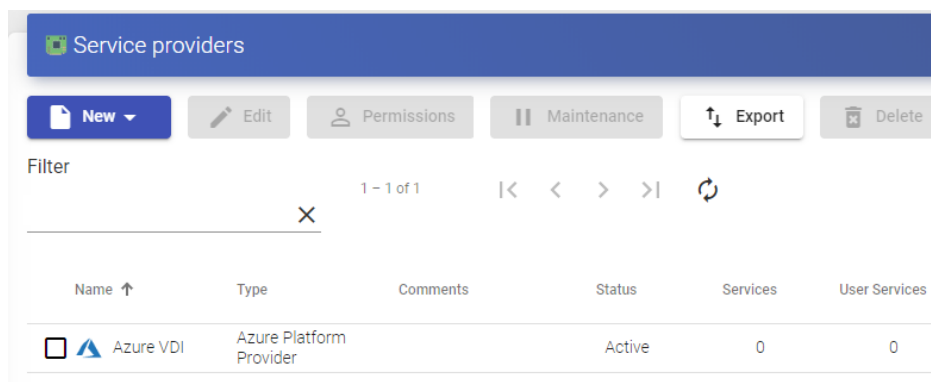 Service providers
New Edit Permissions Maintenance Export Delete
Filter
1 – 1 of 1
Name Type Comments Status Services User Services
Azure VDI Azure Platform Provider Active 0 0